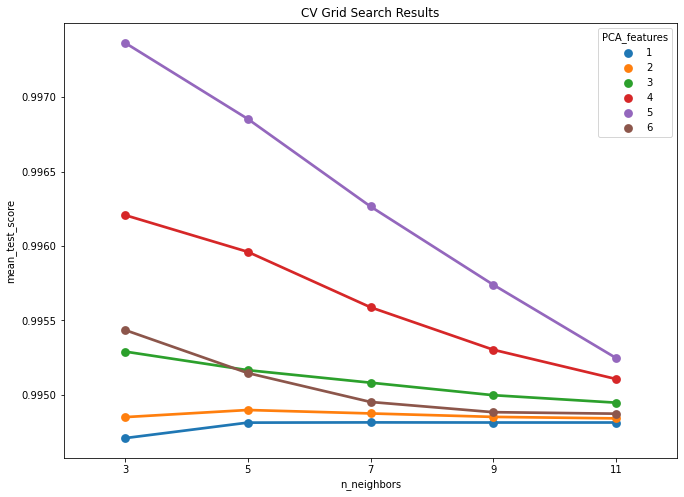 CV Grid Search Results
PCA_features
1
2
3
4
5
6
mean_test_score
0.9970
0.9965
0.9960
0.9955
0.9950
3 5 7 9 11
n_neighbors